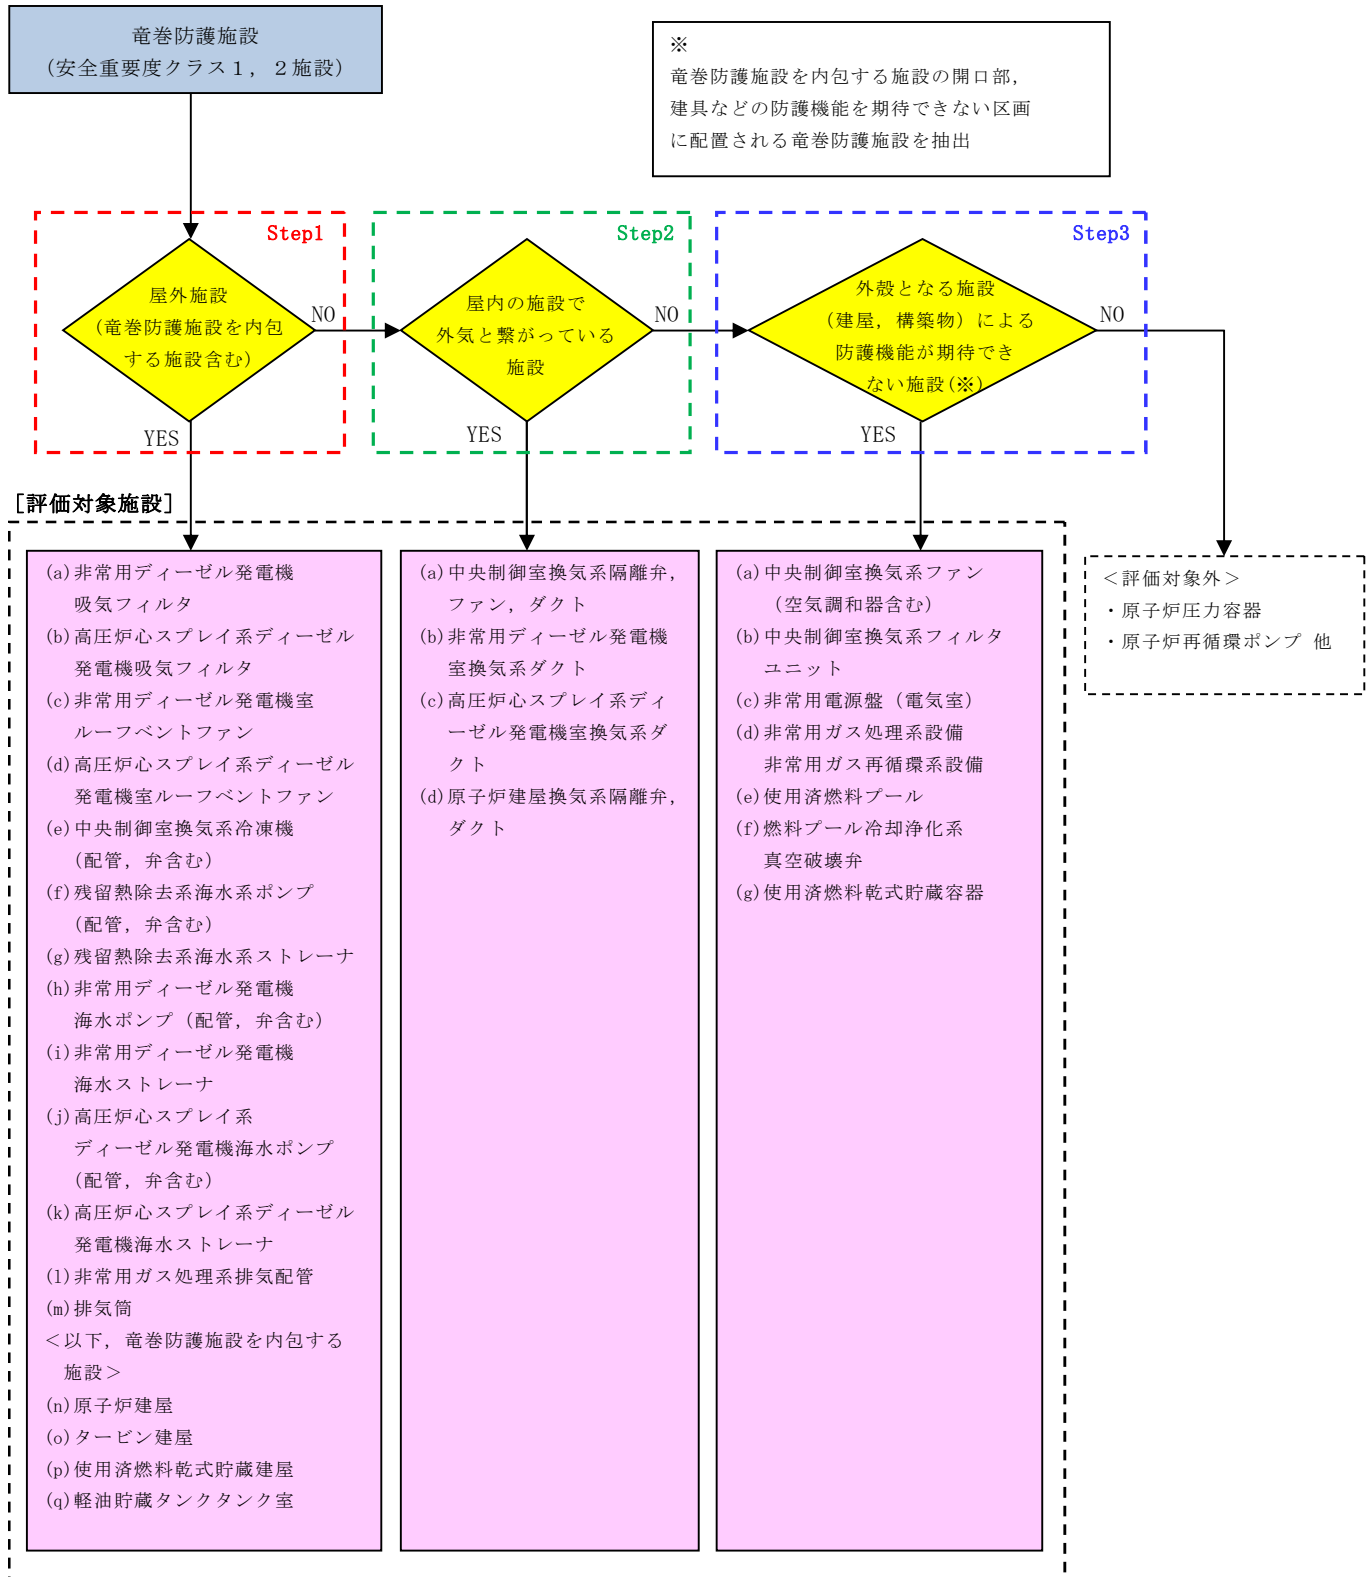 竜巻防護施設
(安全重要度クラス１，２施設)
※
竜巻防護施設を内包する施設の開口部，
建具などの防護機能を期待できない区画
に配置される竜巻防護施設を抽出
Step1
屋外施設
(竜巻防護施設を内包
する施設含む)
NO
YES
Step2
屋内の施設で
外気と繋がっている
施設
NO
YES
Step3
外殻となる施設
(建屋，構築物）による
防護機能が期待でき
ない施設(※)
NO
YES
［評価対象施設］
(a)非常用ディーゼル発電機
吸気フィルタ
(b)高圧炉心スプレイ系ディーゼル
発電機吸気フィルタ
(c)非常用ディーゼル発電機室
ルーフベントファン
(d)高圧炉心スプレイ系ディーゼル
発電機室ルーフベントファン
(e)中央制御室換気系冷凍機
(配管，弁含む)
(f)残留熱除去系海水系ポンプ
(配管，弁含む)
(g)残留熱除去系海水系ストレーナ
(h)非常用ディーゼル発電機
海水ポンプ（配管，弁含む）
(i)非常用ディーゼル発電機
海水ストレーナ
(j)高圧炉心スプレイ系
ディーゼル発電機海水ポンプ
(配管，弁含む)
(k)高圧炉心スプレイ系ディーゼル
発電機海水ストレーナ
(l)非常用ガス処理系排気配管
(m)排気筒
＜以下，竜巻防護施設を内包する
施設＞
(n)原子炉建屋
(o)タービン建屋
(p)使用済燃料乾式貯蔵建屋
(q)軽油貯蔵タンクタンク室
(a)中央制御室換気系隔離弁，
ファン，ダクト
(b)非常用ディーゼル発電機
室換気系ダクト
(c)高圧炉心スプレイ系ディ
ーゼル発電機室換気系ダ
クト
(d)原子炉建屋換気系隔離弁，
ダクト
(a)中央制御室換気系ファン
（空気調和器含む）
(b)中央制御室換気系フィルタ
ユニット
(c)非常用電源盤（電気室）
(d)非常用ガス処理系設備
非常用ガス再循環系設備
(e)使用済燃料プール
(f)燃料プール冷却浄化系
真空破壊弁
(g)使用済燃料乾式貯蔵容器
＜評価対象外＞
・原子炉圧力容器
・原子炉再循環ポンプ 他